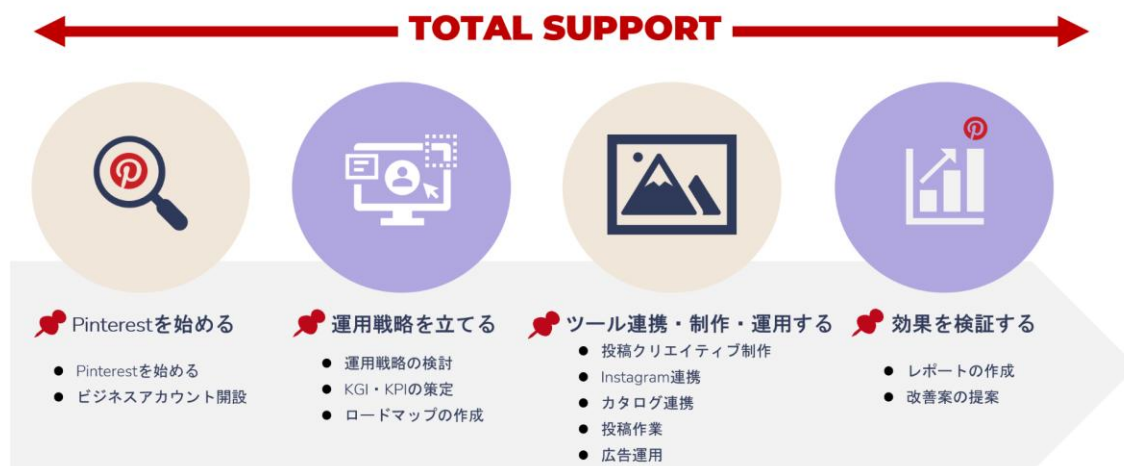 TOTAL SUPPORT
Pinterestを始める
Pinterestを始める
ビジネスアカウント開設
運用戦略を立てる
運用戦略の検討
KGI・KPIの策定
ロードマップの作成
ツール連携・制作・運用する
投稿クリエイティブ制作
Instagram連携
カタログ連携
投稿作業
広告運用
効果を検証する
レポートの作成
改善案の提案